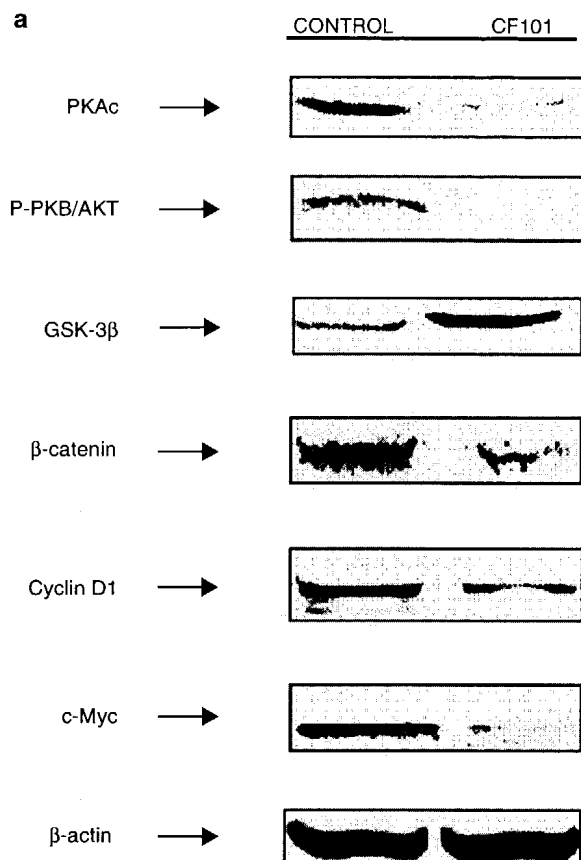 a
CONTROL CF101
PKAc
P-PKB/AKT
GSK-3β
β-catenin
Cyclin D1
c-Myc
β-actin